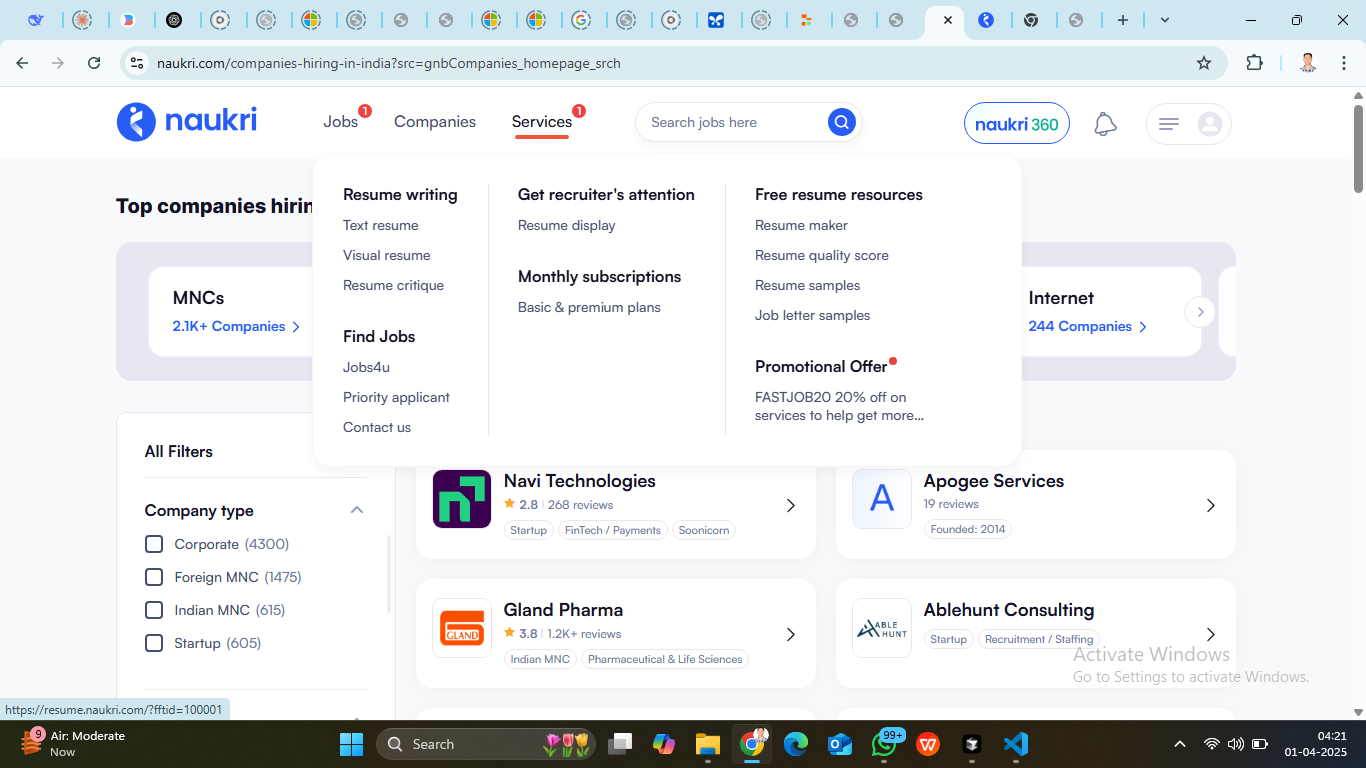 naukri.com/companies-hiring-in-india?src=gnbCompanies_homepage_srch
naukri
Jobs 1
Companies
Services 1
Search jobs here
naukri 360
Top companies hirin
Resume writing
Text resume
Visual resume
Resume critique
Find Jobs
Jobs4u
Priority applicant
Contact us
Get recruiter's attention
Resume display
Monthly subscriptions
Basic & premium plans
Free resume resources
Resume maker
Resume quality score
Resume samples
Job letter samples
Promotional Offer
FASTJOB20 20% off on
services to help get more...
MNCs
2.1K+ Companies
Internet
244 Companies
All Filters
Company type
Corporate (4300)
Foreign MNC (1475)
Indian MNC (615)
Startup (605)
Navi Technologies
2.8 268 reviews
Startup FinTech / Payments Soonicorn
A
Apogee Services
19 reviews
Founded: 2014
GLAND
Gland Pharma
3.8 1.2K+ reviews
Indian MNC Pharmaceutical & Life Sciences
ABLE
HUNT
Ablehunt Consulting
Startup Recruitment / Staffing
Activate Windows
Go to Settings to activate Windows.
https://resume.naukri.com/?fftid=100001
9
Air: Moderate
Now
Search
99+
04:21
01-04-2025